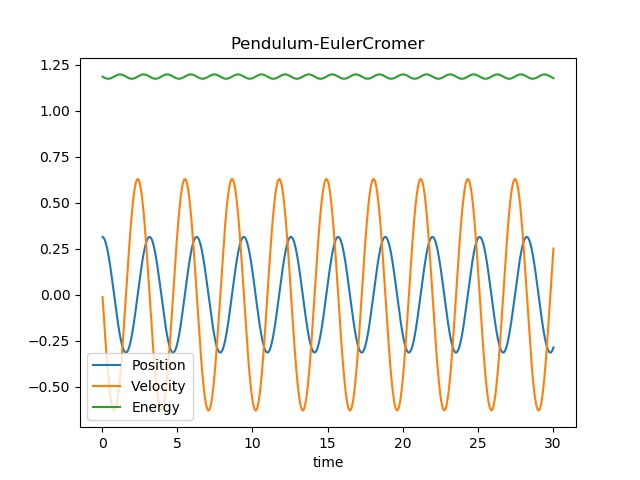 Pendulum-EulerCromer
1.25
1.00
0.75
0.50
0.25
0.00
−0.25
−0.50
Position
Velocity
Energy
0 5 10 15 20 25 30
time